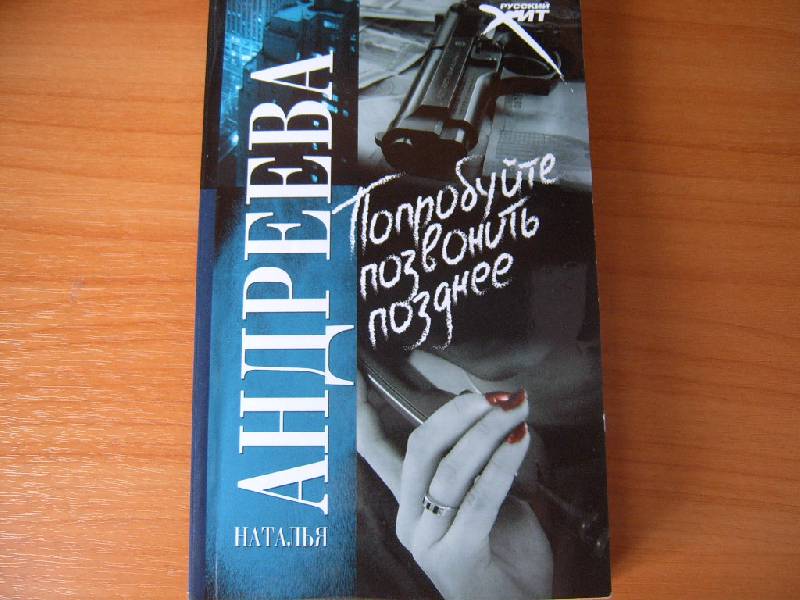 РУССКИЙ
ХИТ
НАТАЛЬЯ
АНДРЕЕВА
Попробуйте
позвонить
позднее